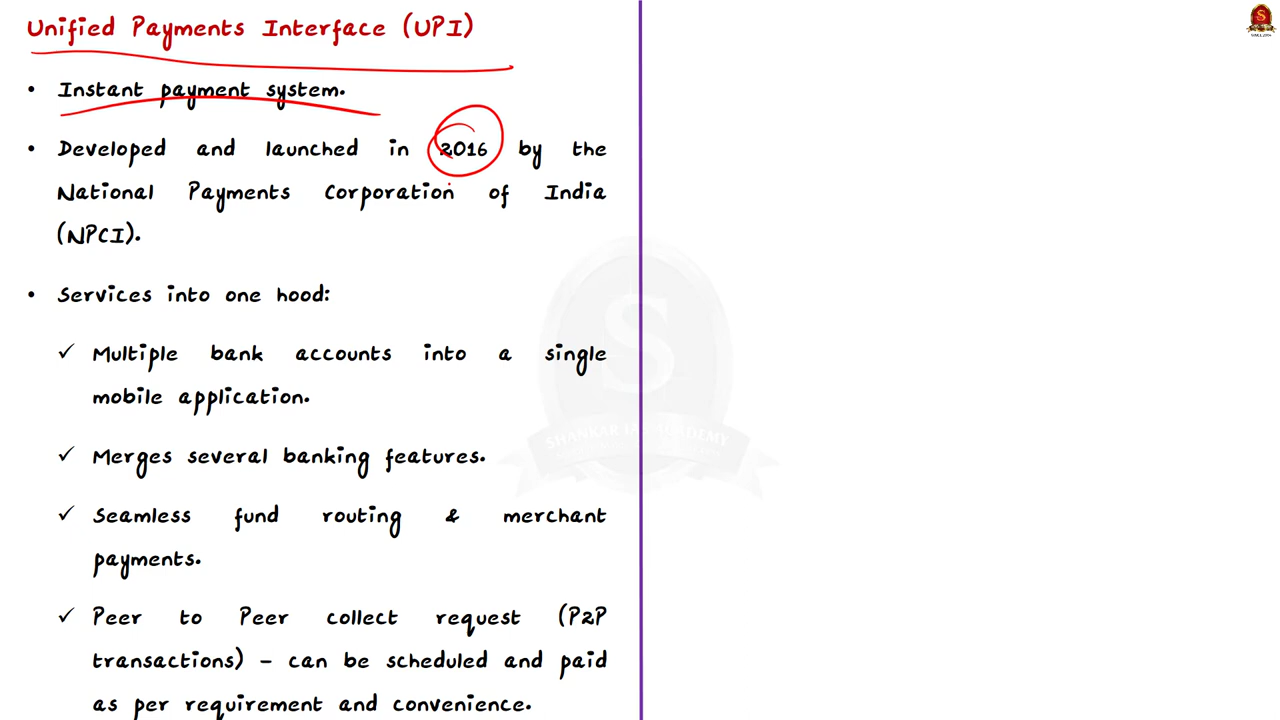 Unified Payments Interface (UPI)
• Instant payment system.
• Developed and launched in 2016 by the
National Payments Corporation of India
(NPCI).
• Services into one hood:
✓ Multiple bank accounts into a single
mobile application.
✓ Merges several banking features.
✓ Seamless fund routing & merchant
payments.
✓ Peer to Peer collect request (P2P
transactions) – can be scheduled and paid
as per requirement and convenience.
S
SHANKAR IAS ACADEMY
S